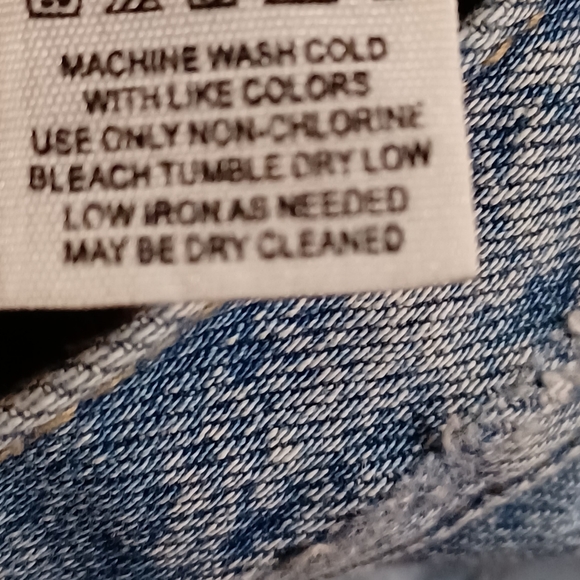 MACHINE WASH COLD
WITH LIKE COLORS
USE ONLY NON-CHLORINE
BLEACH TUMBLE DRY LOW
LOW IRON AS NEEDED
MAY BE DRY CLEANED